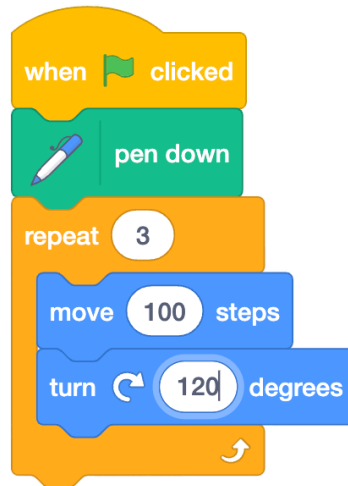 when clicked
pen down
repeat 3
move 100 steps
turn 120 degrees